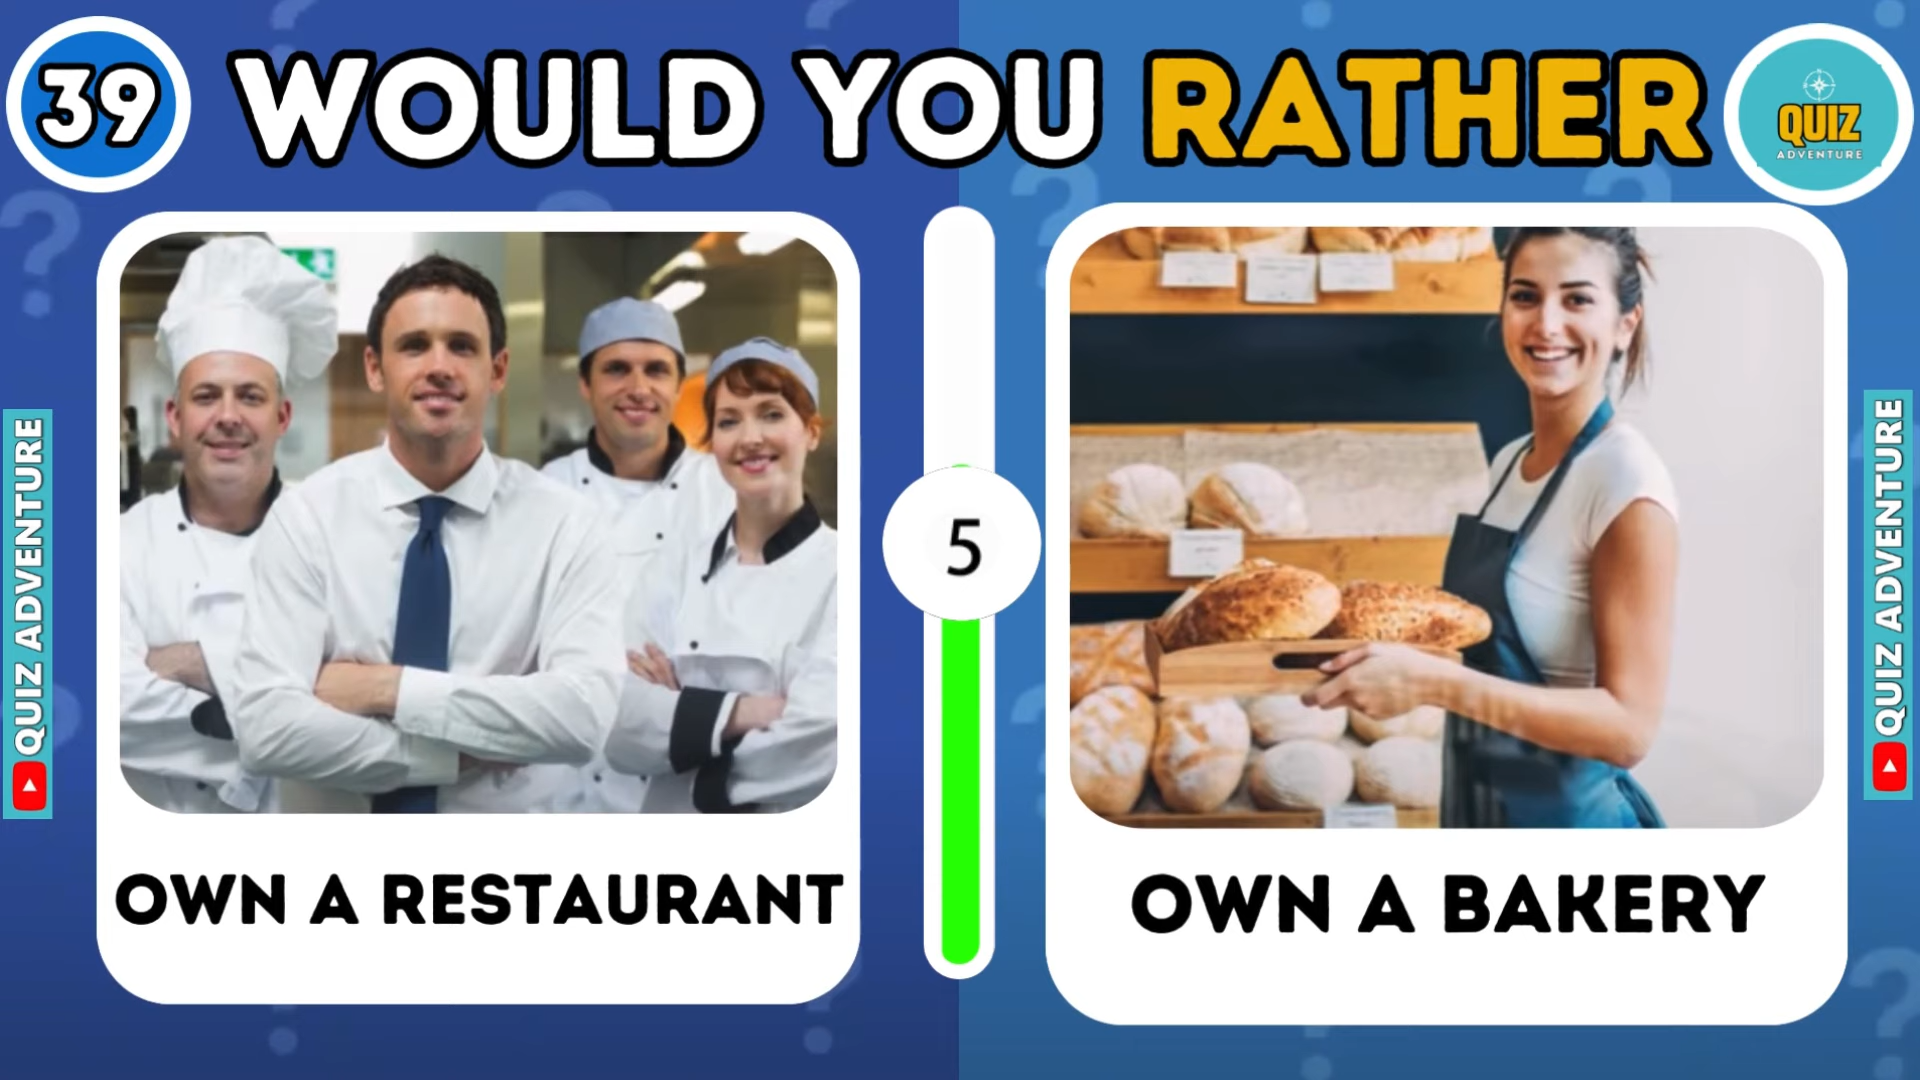 39
WOULD YOU RATHER
QUIZ
ADVENTURE
QUIZ ADVENTURE
5
QUIZ ADVENTURE
OWN A RESTAURANT
OWN A BAKERY